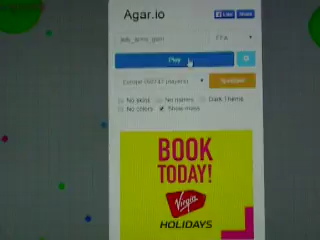 Agar.io
Like Share
FFA
Play
Spectate
No skins No names Dark Theme
No colors Show mass
BOOK
TODAY!
Virgin
HOLIDAYS